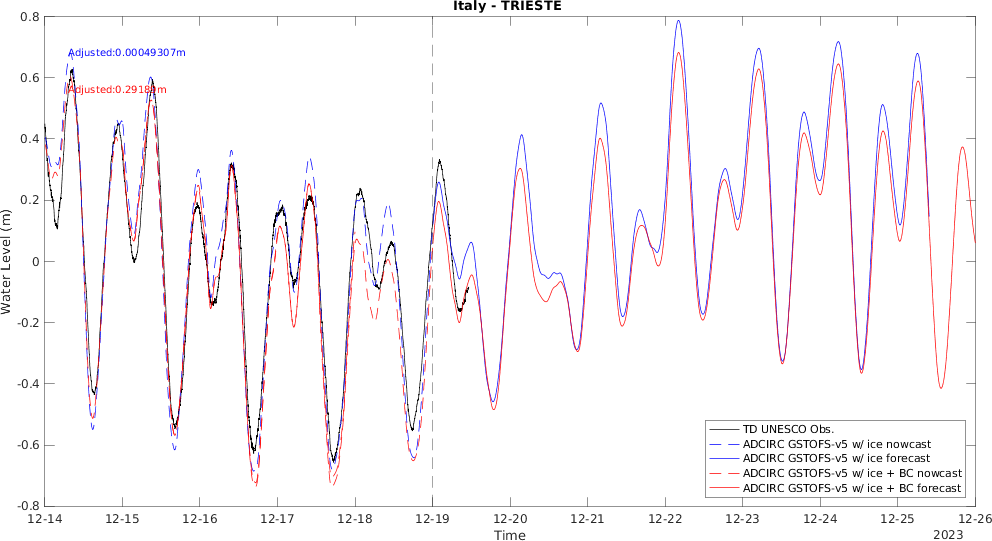 Italy - TRIESTE
Adjusted:0.00049307m
Adjusted:0.29189m
Water Level (m)
0.8
0.6
0.4
0.2
0
-0.2
-0.4
-0.6
-0.8
TD UNESCO Obs.
ADCIRC GSTOFS-v5 w/ ice nowcast
ADCIRC GSTOFS-v5 w/ ice forecast
ADCIRC GSTOFS-v5 w/ ice + BC nowcast
ADCIRC GSTOFS-v5 w/ ice + BC forecast
12-14 12-15 12-16 12-17 12-18 12-19 12-20 12-21 12-22 12-23 12-24 12-25 12-26
Time
2023